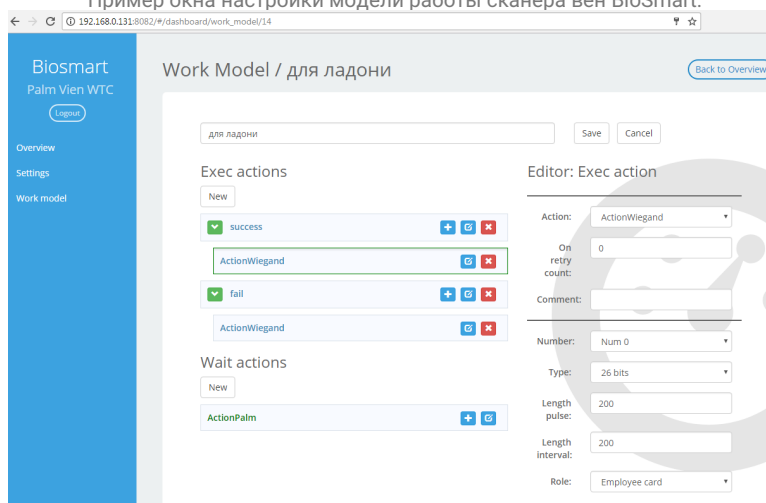 Пример окна настройки модели работы сканера вен BioSmart.
192.168.0.131:8082/#/dashboard/work_model/14
Biosmart
Palm Vien WTC
Logout
Overview
Settings
Work model
Work Model / для ладони
Back to Overview
для ладони
Save
Cancel
Exec actions
New
success
ActionWiegand
fail
ActionWiegand
Wait actions
New
ActionPalm
Editor: Exec action
Action:
ActionWiegand
On
retry
count:
0
Comment:
Number:
Num 0
Type:
26 bits
Length
pulse:
200
Length
interval:
200
Role:
Employee card